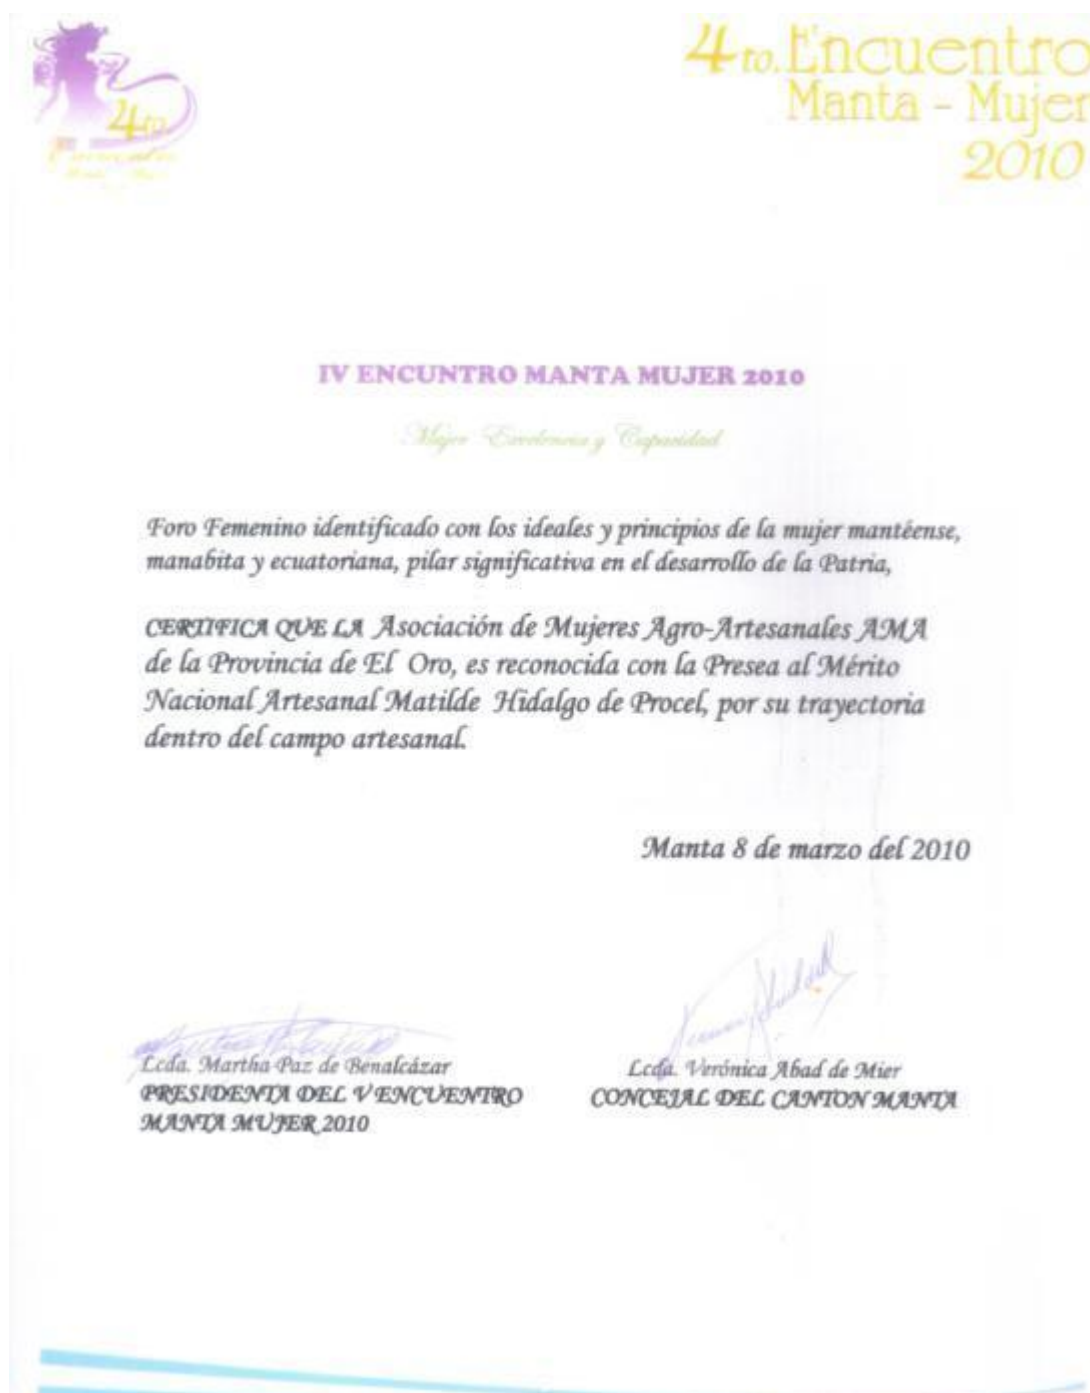 4to. Encuentro
Manta - Mujer
2010
4to.
IV ENCUNTRO MANTA MUJER 2010
Mujer Excelencia y Capacidad
Foro Femenino identificado con los ideales y principios de la mujer mantéense,
manabita y ecuatoriana, pilar significativa en el desarrollo de la Patria,
CERTIFICA QUE LA Asociación de Mujeres Agro-Artesanales AMA
de la Provincia de El Oro, es reconocida con la Presea al Mérito
Nacional Artesanal Matilde Hidalgo de Procel, por su trayectoria
dentro del campo artesanal.
Manta 8 de marzo del 2010
Lcda. Martha Paz de Benalcázar
PRESIDENTA DEL V ENCUENTRO
MANTA MUJER 2010
Lcda. Verónica Abad de Mier
CONCEJAL DEL CANTON MANTA